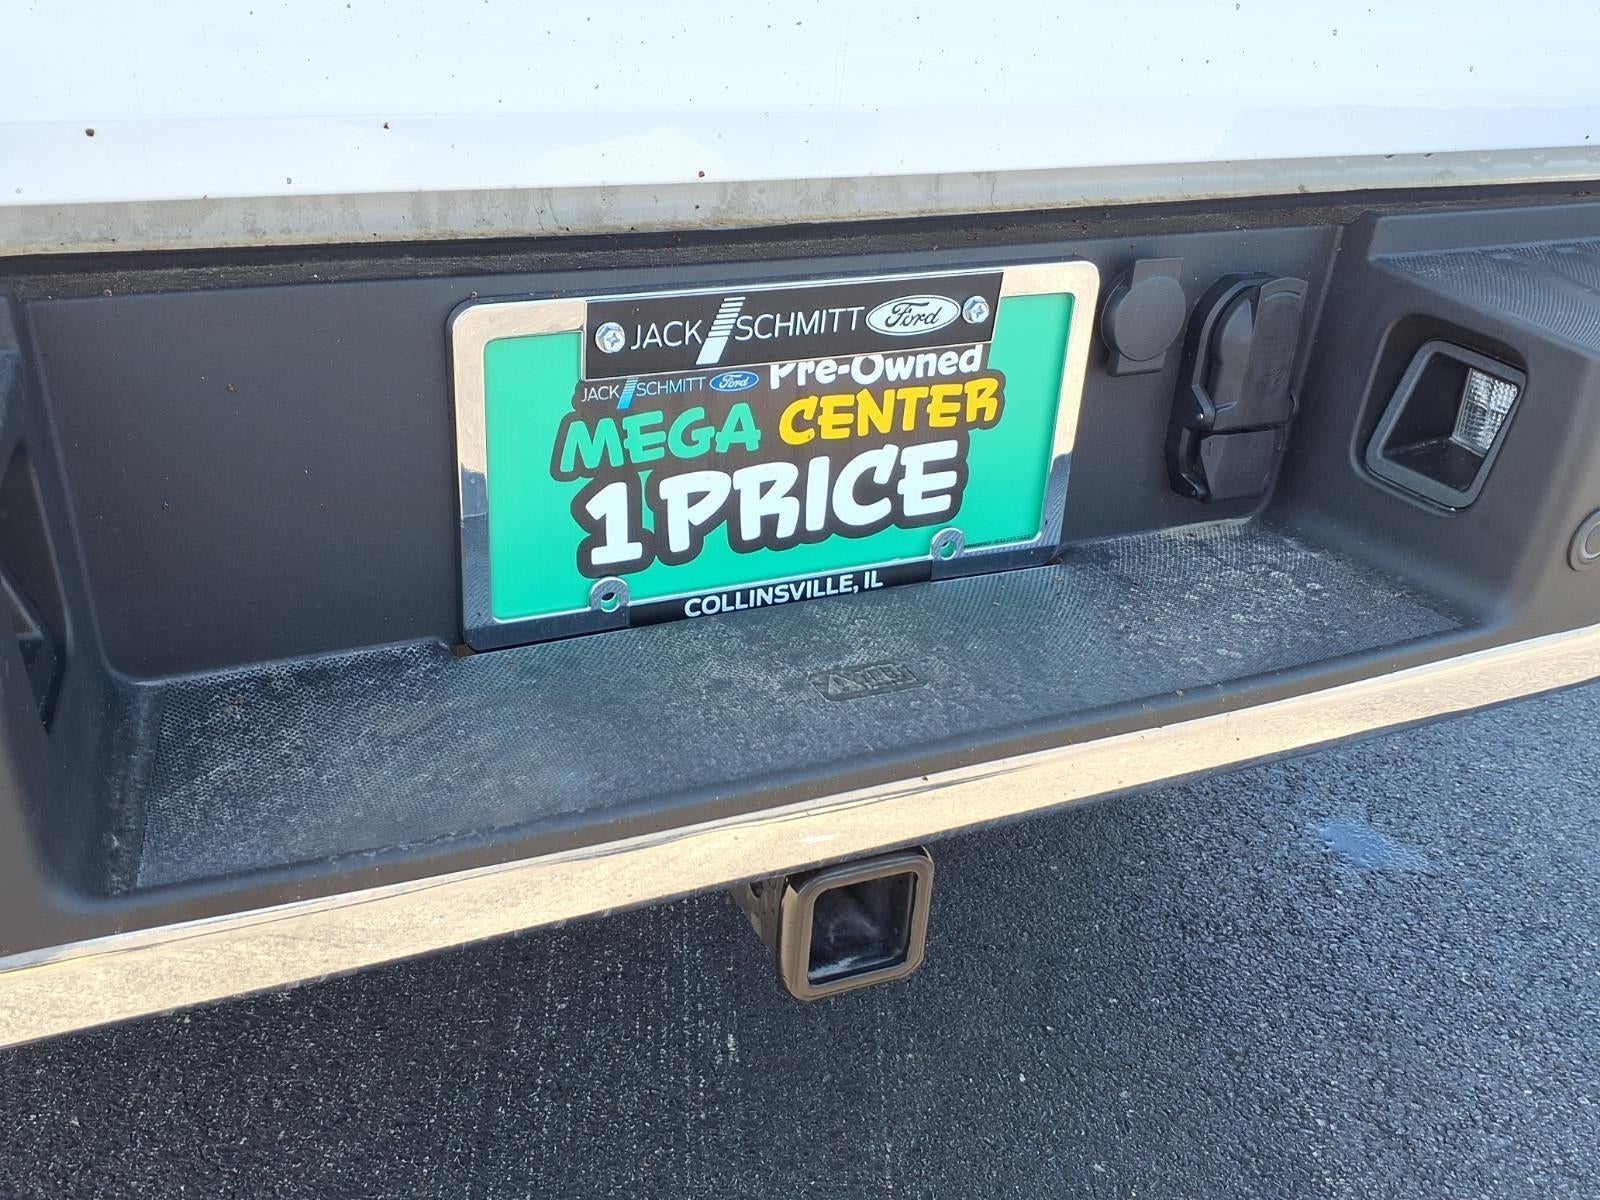 JACK SCHMITT Ford
JACK SCHMITT Ford Pre-Owned
MEGA CENTER
1 PRICE
COLLINSVILLE, IL